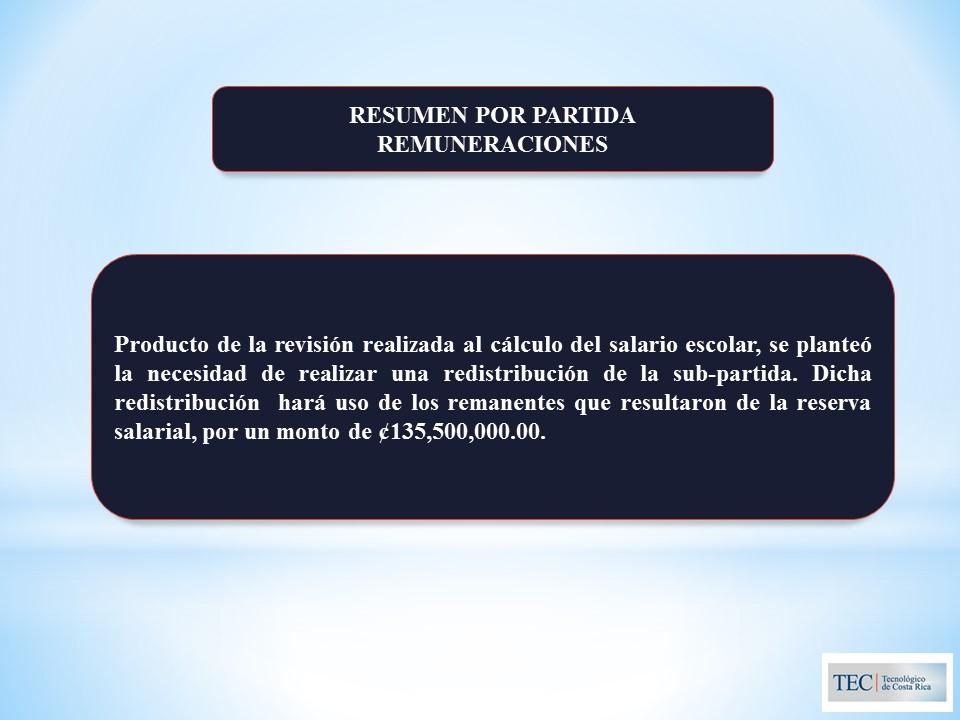 RESUMEN POR PARTIDA
REMUNERACIONES
Producto de la revisión realizada al cálculo del salario escolar, se planteó
la necesidad de realizar una redistribución de la sub-partida. Dicha
redistribución hará uso de los remanentes que resultaron de la reserva
salarial, por un monto de ¢135,500,000.00.
TEC | Tecnológico
de Costa Rica